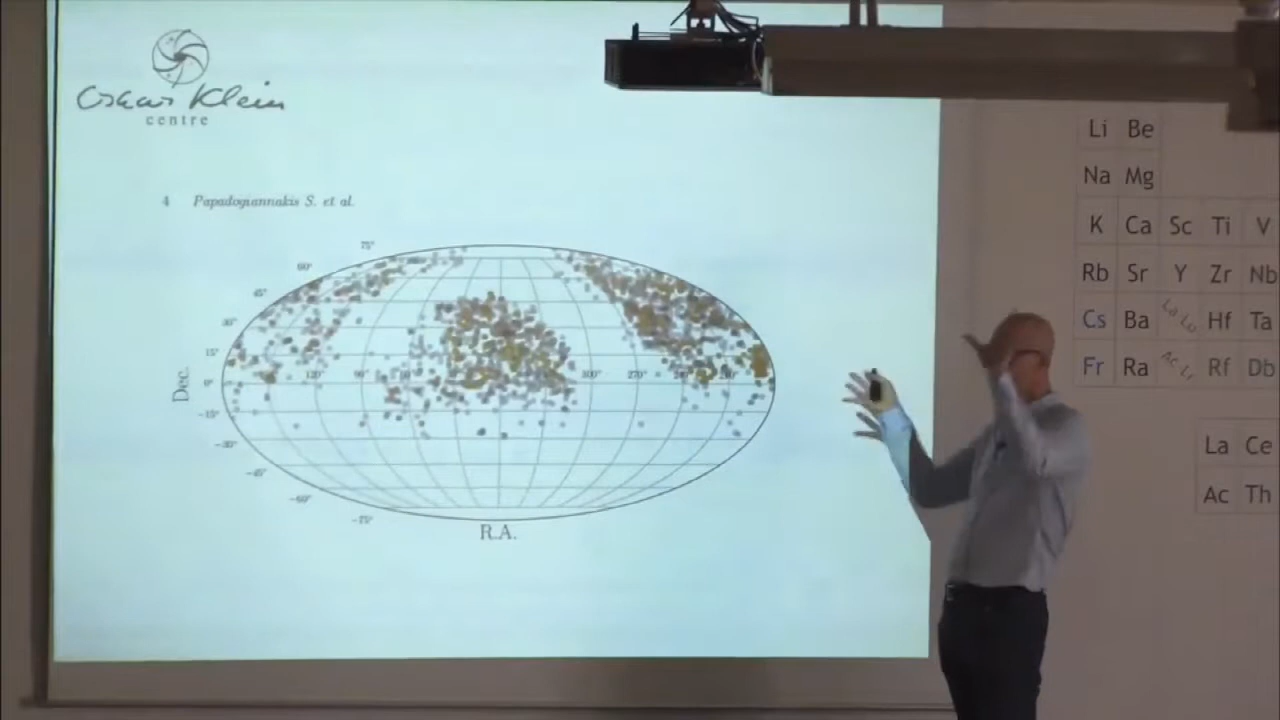 Oskar Klein
centre
4 Papadogiannakis S. et al.
75°
60°
45°
30°
15°
0°
-15°
-30°
-45°
-60°
-75°
120°
90°
300°
270°
Dec.
R.A.
Li Be
Na Mg
K Ca Sc Ti V
Rb Sr Y Zr Nb
Cs Ba La-Lu Hf Ta
Fr Ra Ac-Lr Rf Db
La Ce
Ac Th